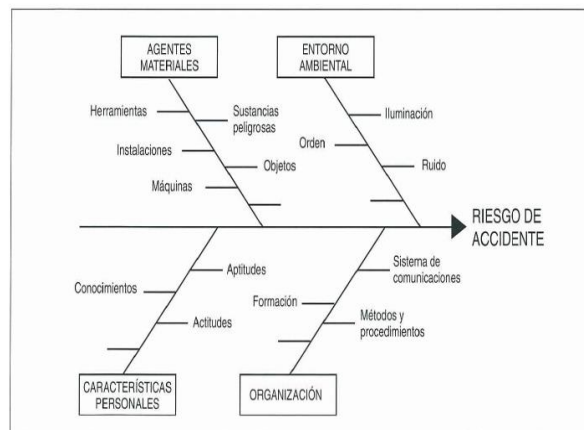 AGENTES
MATERIALES
ENTORNO
AMBIENTAL
Herramientas
Sustancias
peligrosas
Instalaciones
Objetos
Máquinas
Iluminación
Orden
Ruido
RIESGO DE
ACCIDENTE
Conocimientos
Aptitudes
Actitudes
Sistema de
comunicaciones
Formación
Métodos y
procedimientos
CARACTERÍSTICAS
PERSONALES
ORGANIZACIÓN